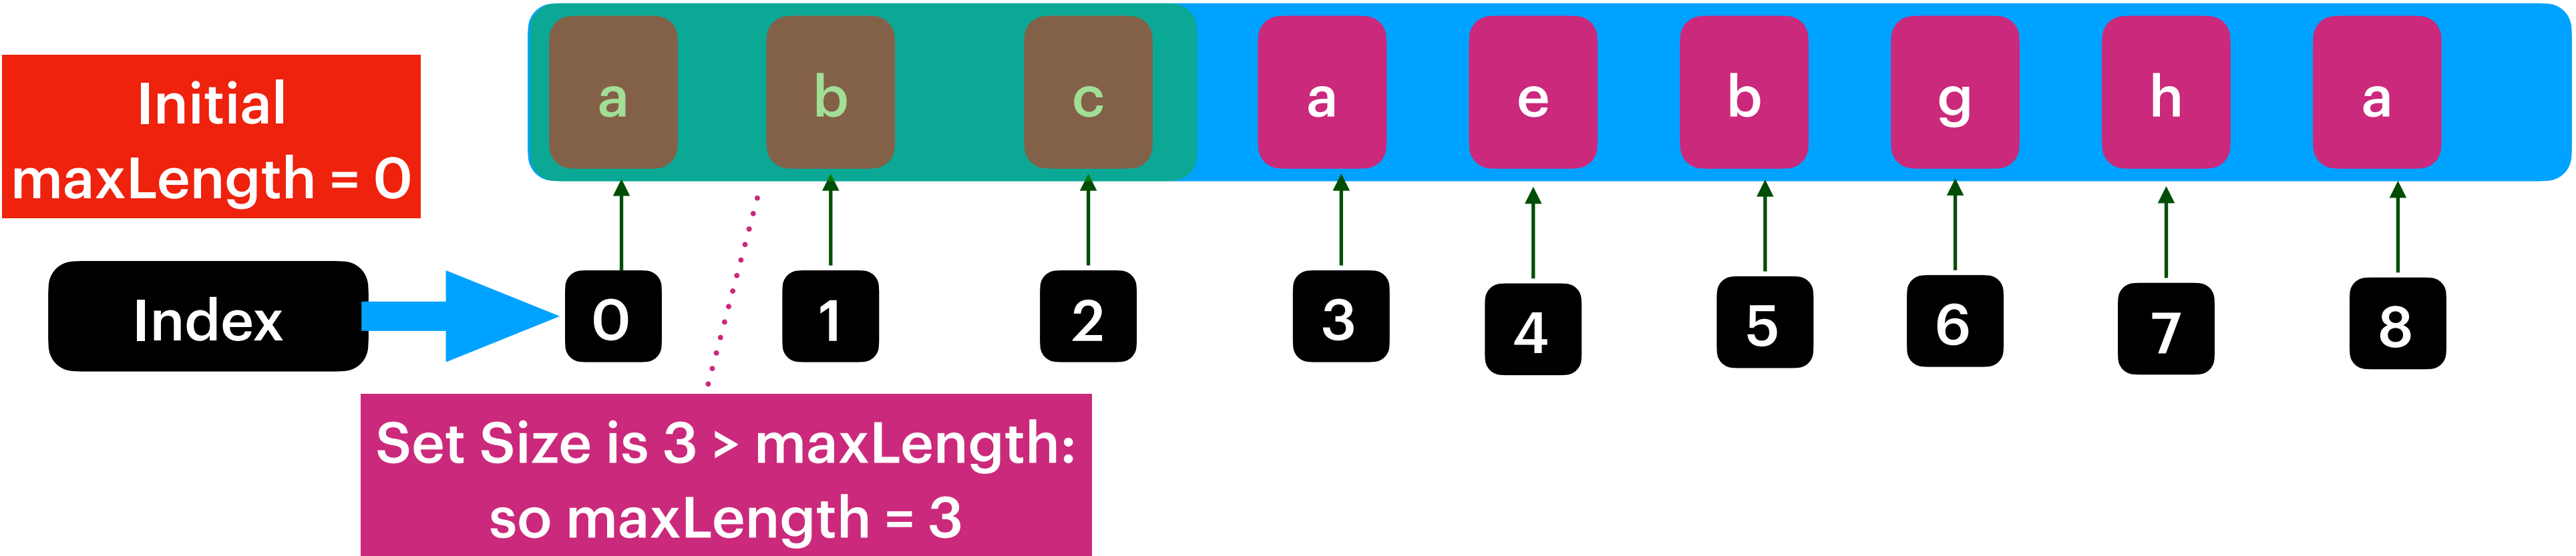 Initial
maxLength = 0
a b c a e b g h a
Index
0 1 2 3 4 5 6 7 8
Set Size is 3 > maxLength:
so maxLength = 3